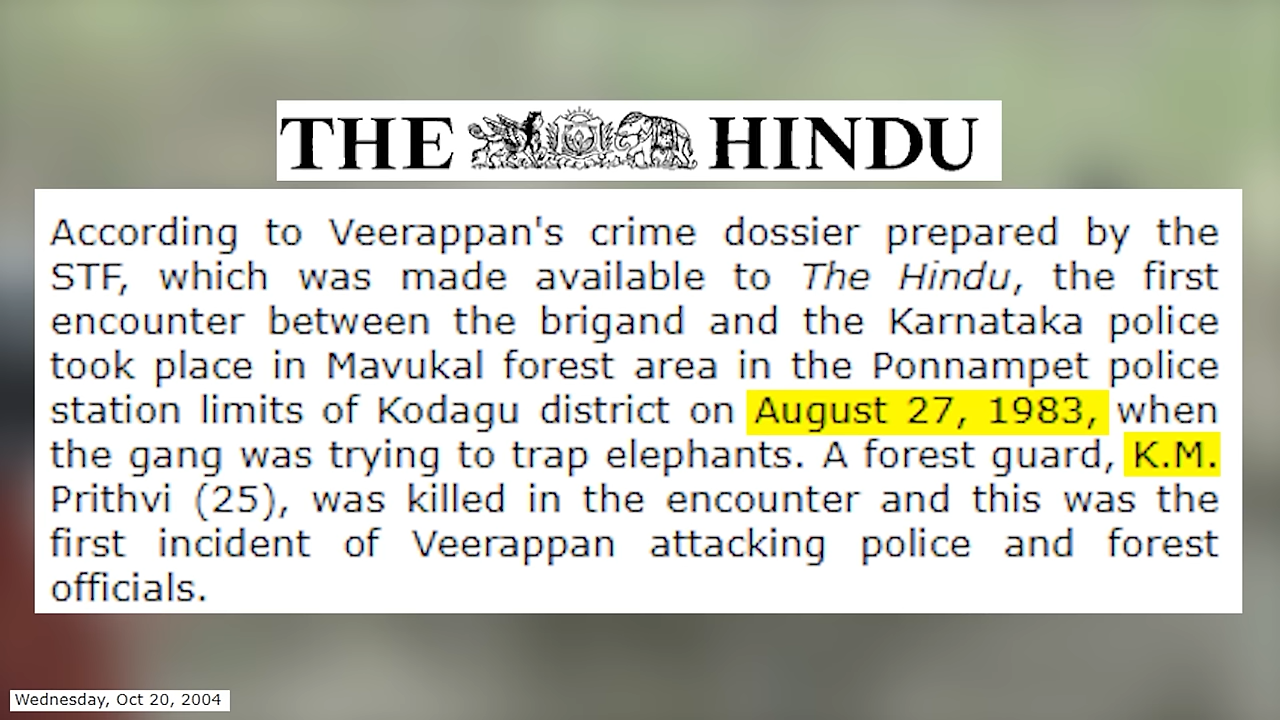 THE HINDU
According to Veerappan's crime dossier prepared by the
STF, which was made available to The Hindu, the first
encounter between the brigand and the Karnataka police
took place in Mavukal forest area in the Ponnampet police
station limits of Kodagu district on August 27, 1983, when
the gang was trying to trap elephants. A forest guard, K.M.
Prithvi (25), was killed in the encounter and this was the
first incident of Veerappan attacking police and forest
officials.
Wednesday, Oct 20, 2004